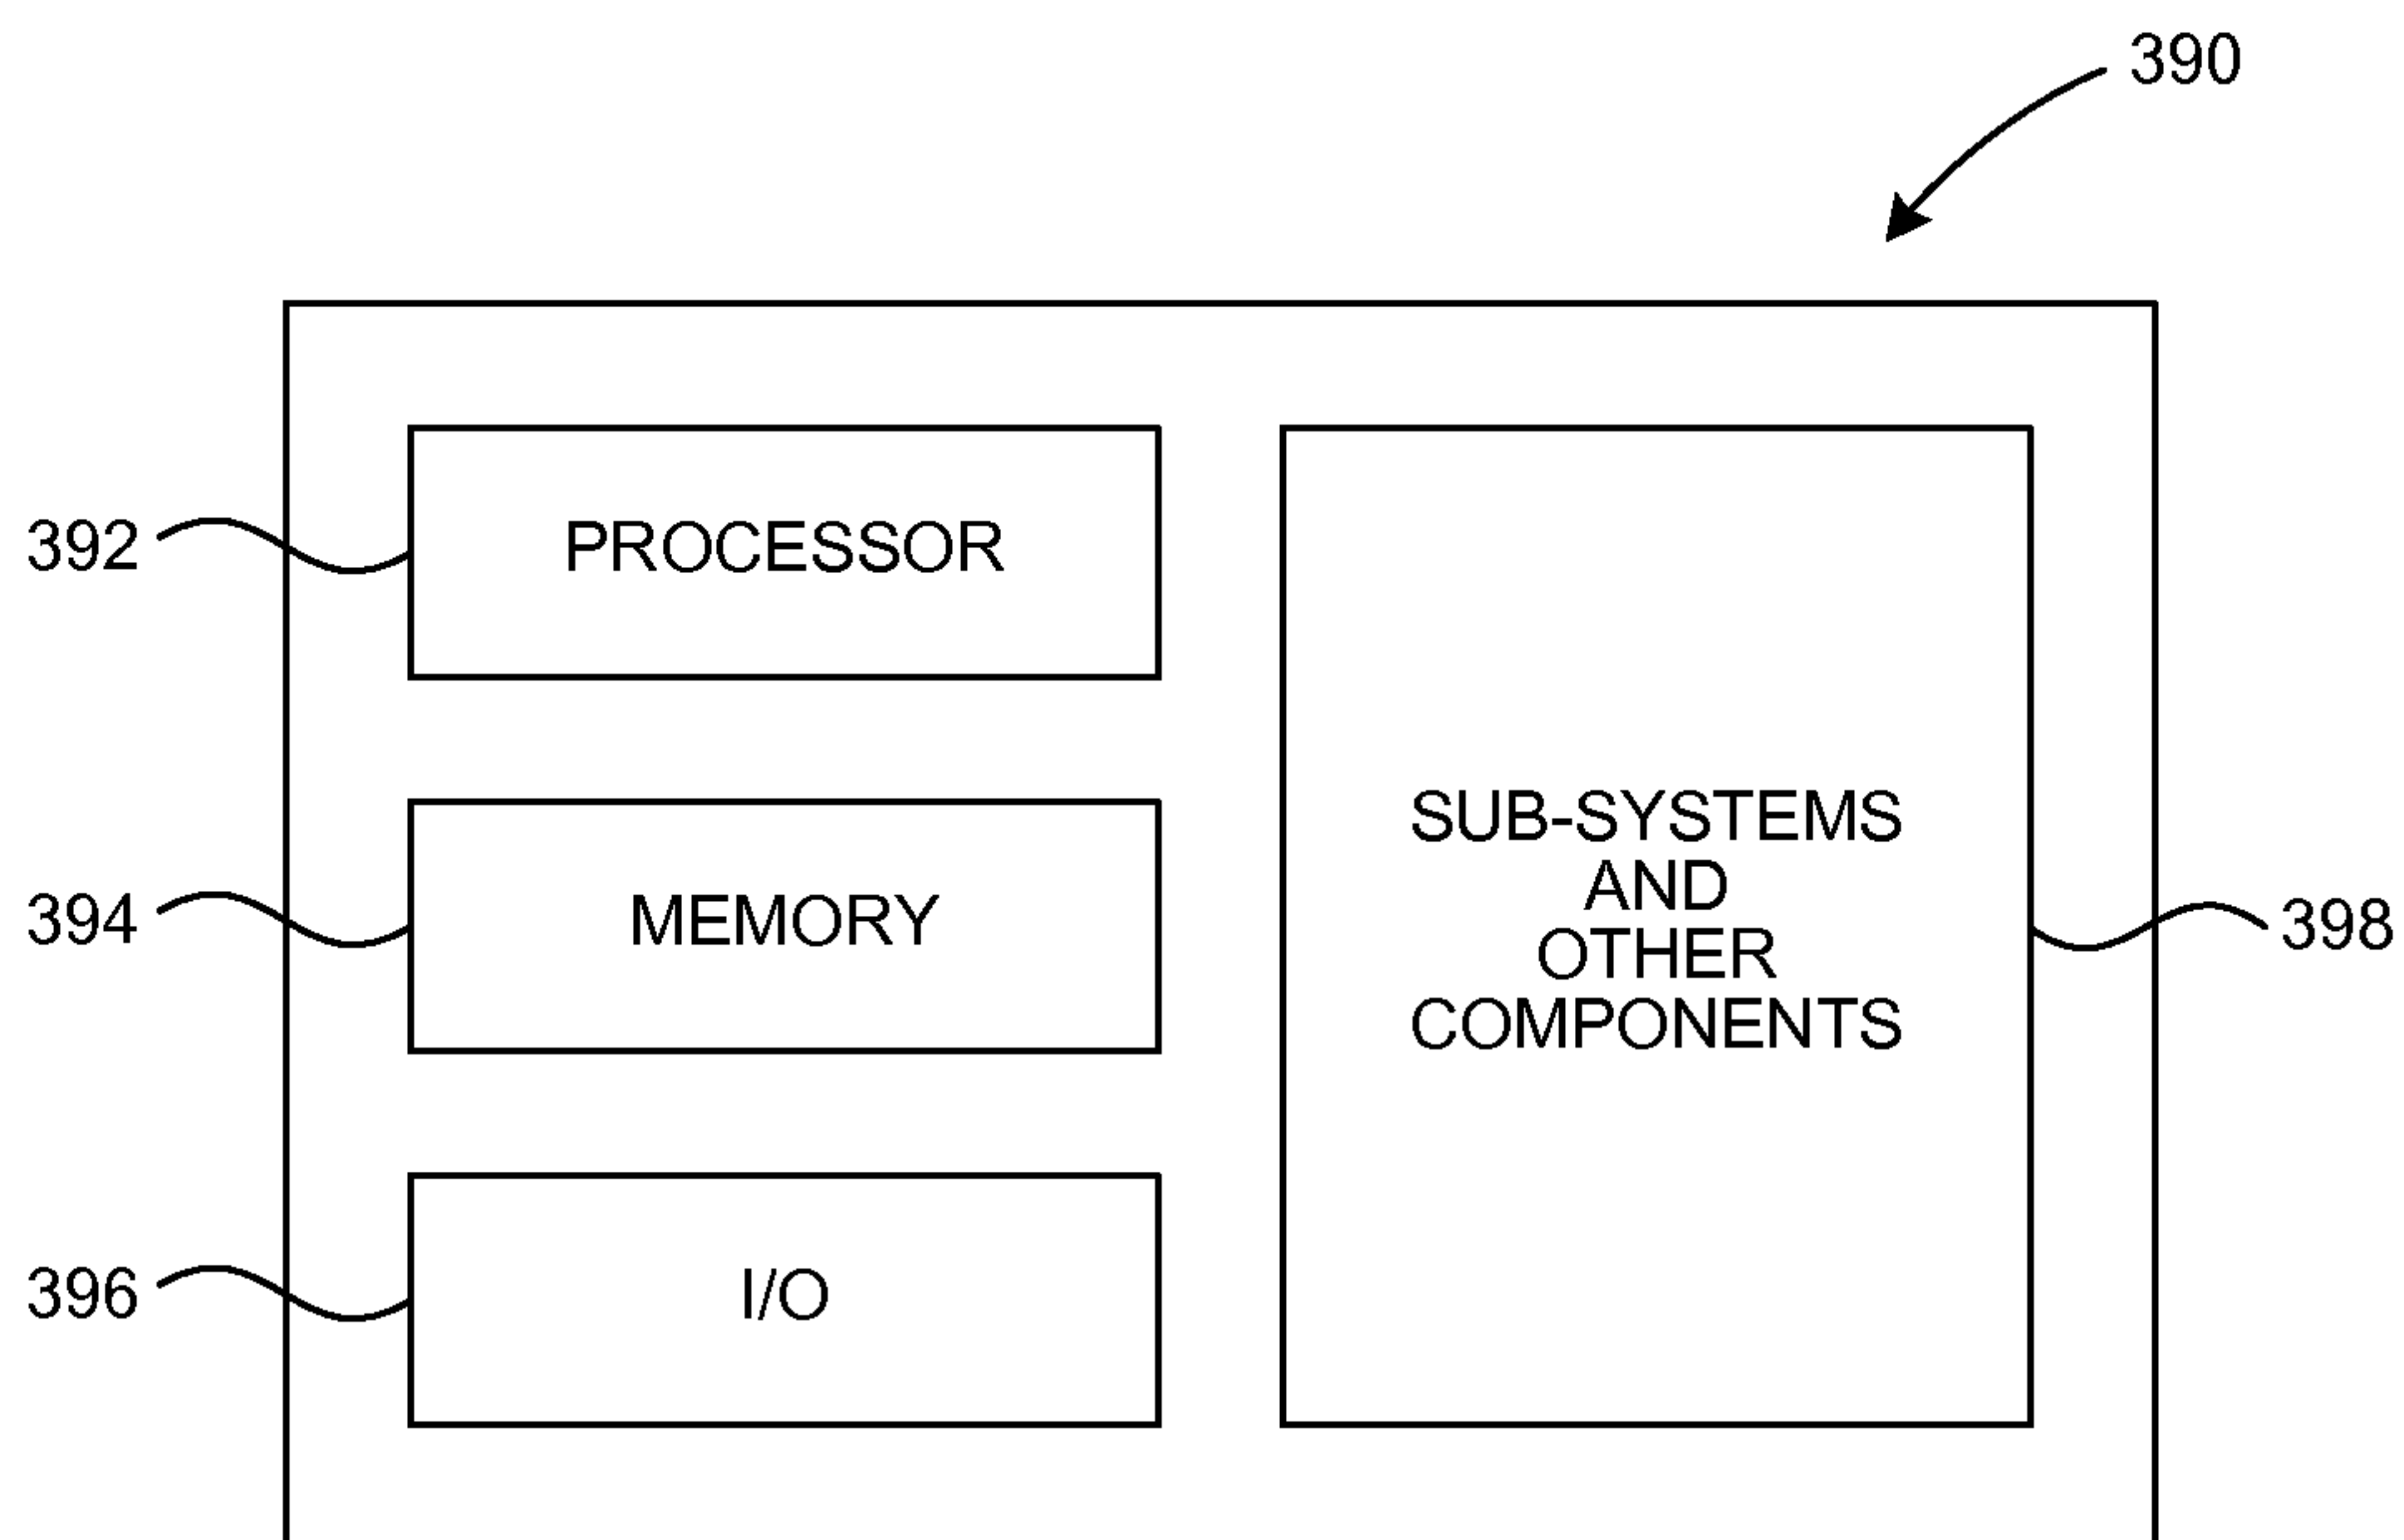 390
392
PROCESSOR
394
MEMORY
396
I/O
SUB-SYSTEMS
AND
OTHER
COMPONENTS
398